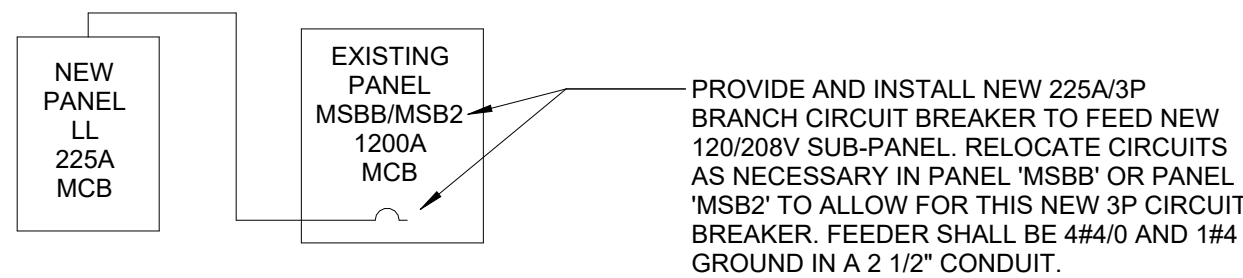 NEW
PANEL
LL
225A
MCB
EXISTING
PANEL
MSBB/MSB2
1200A
MCB
PROVIDE AND INSTALL NEW 225A/3P
BRANCH CIRCUIT BREAKER TO FEED NEW
120/208V SUB-PANEL. RELOCATE CIRCUITS
AS NECESSARY IN PANEL 'MSBB' OR PANEL
'MSB2' TO ALLOW FOR THIS NEW 3P CIRCUIT
BREAKER. FEEDER SHALL BE 4#4/0 AND 1#4
GROUND IN A 2 1/2" CONDUIT.